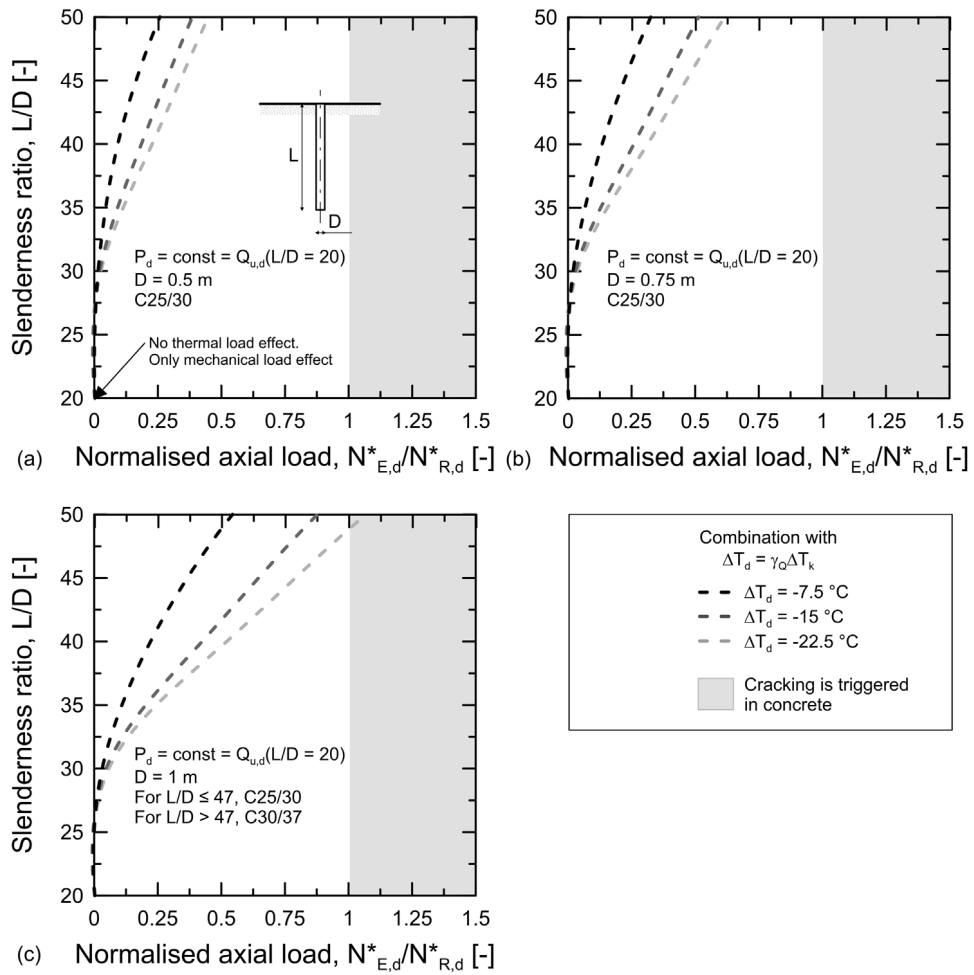 50
45
40
35
30
25
20
Slenderness ratio, L/D [-]
L
D
P_d = const = Q_u,d(L/D = 20)
D = 0.5 m
C25/30
No thermal load effect.
Only mechanical load effect
0 0.25 0.5 0.75 1 1.25 1.5
(a) Normalised axial load, N*_E,d/N*_R,d [-]
50
45
40
35
30
25
20
P_d = const = Q_u,d(L/D = 20)
D = 0.75 m
C25/30
0 0.25 0.5 0.75 1 1.25 1.5
(b) Normalised axial load, N*_E,d/N*_R,d [-]
50
45
40
35
30
25
20
Slenderness ratio, L/D [-]
P_d = const = Q_u,d(L/D = 20)
D = 1 m
For L/D ≤ 47, C25/30
For L/D > 47, C30/37
0 0.25 0.5 0.75 1 1.25 1.5
(c) Normalised axial load, N*_E,d/N*_R,d [-]
Combination with
ΔT_d = γ_QΔT_k
ΔT_d = -7.5 °C
ΔT_d = -15 °C
ΔT_d = -22.5 °C
Cracking is triggered
in concrete